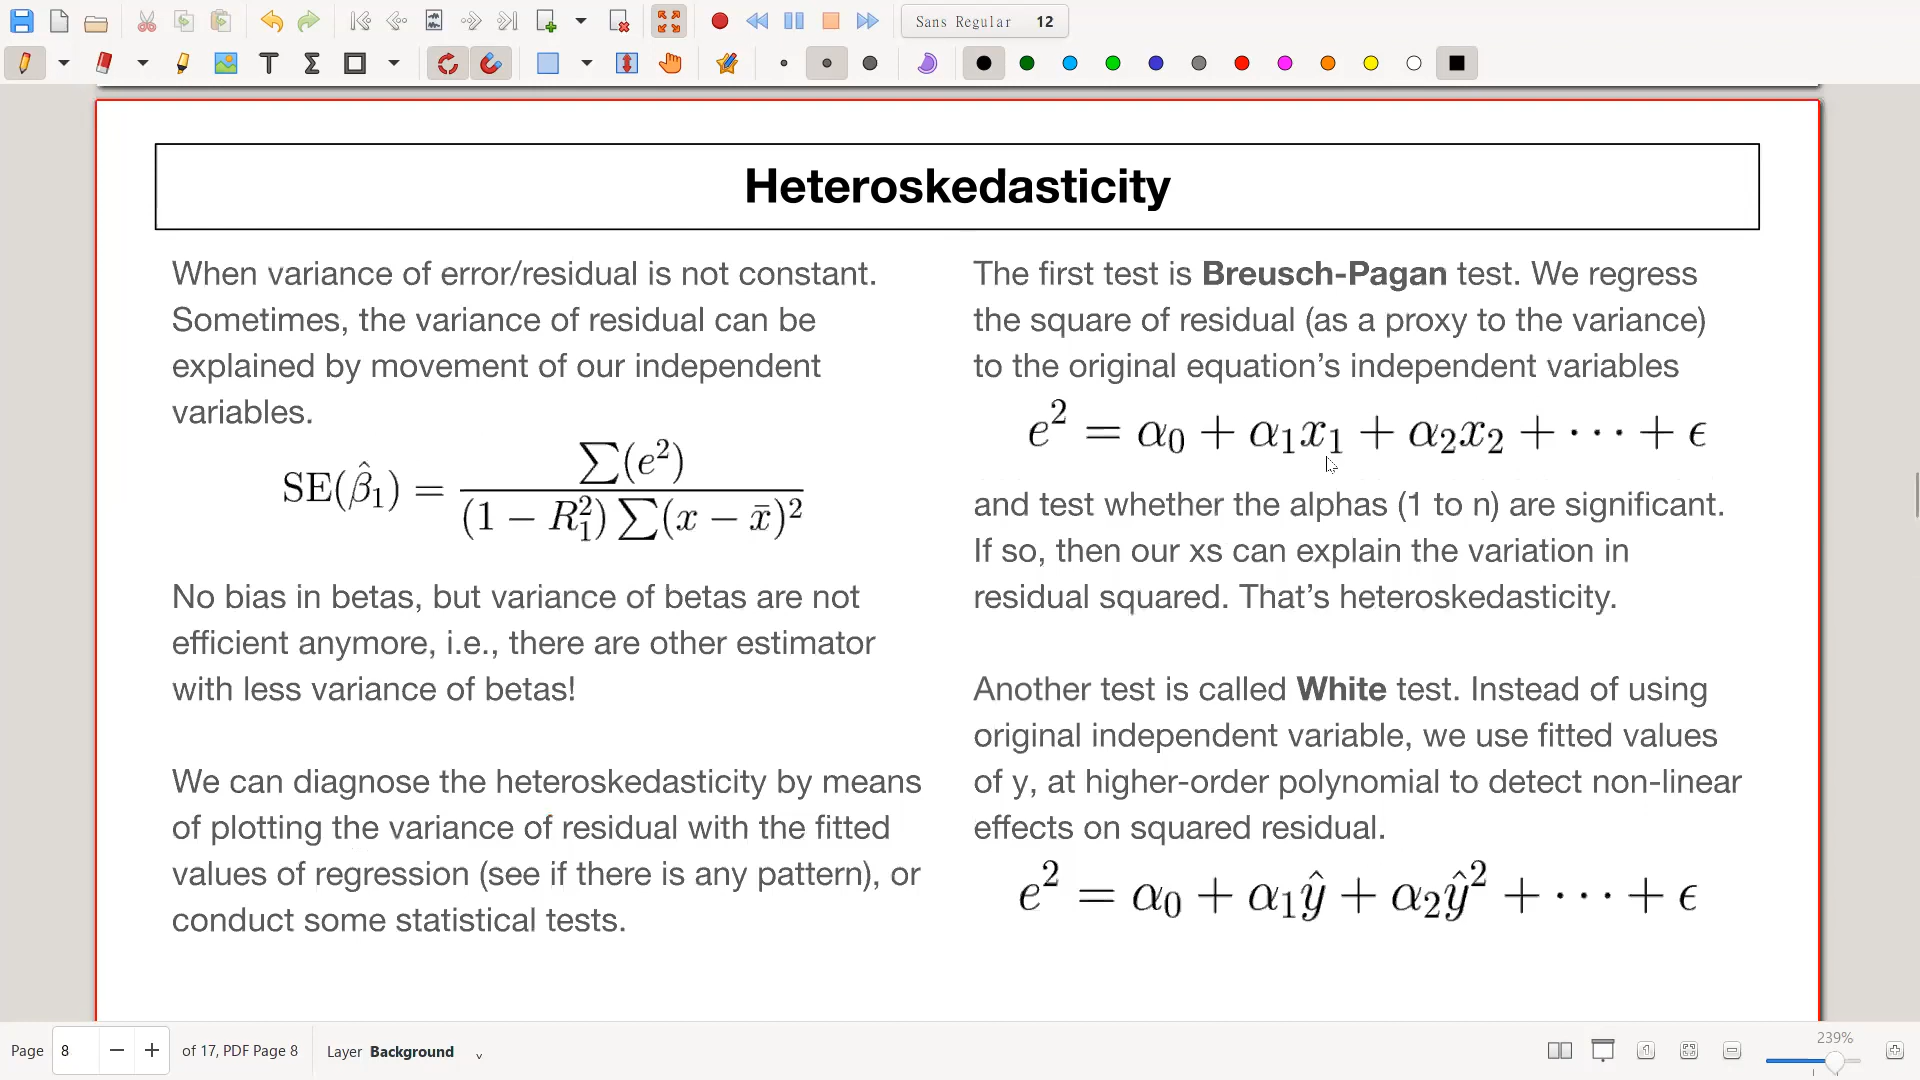 Sans Regular 12
Heteroskedasticity
When variance of error/residual is not constant.
Sometimes, the variance of residual can be
explained by movement of our independent
variables.
SE(β̂₁) = ∑(e²) / (1 − R₁²) ∑(x − x̄)²
No bias in betas, but variance of betas are not
efficient anymore, i.e., there are other estimator
with less variance of betas!
We can diagnose the heteroskedasticity by means
of plotting the variance of residual with the fitted
values of regression (see if there is any pattern), or
conduct some statistical tests.
The first test is Breusch-Pagan test. We regress
the square of residual (as a proxy to the variance)
to the original equation’s independent variables
e² = α₀ + α₁x₁ + α₂x₂ + ··· + ϵ
and test whether the alphas (1 to n) are significant.
If so, then our xs can explain the variation in
residual squared. That’s heteroskedasticity.
Another test is called White test. Instead of using
original independent variable, we use fitted values
of y, at higher-order polynomial to detect non-linear
effects on squared residual.
e² = α₀ + α₁ŷ + α₂ŷ² + ··· + ϵ
Page 8 of 17, PDF Page 8 Layer Background
239%